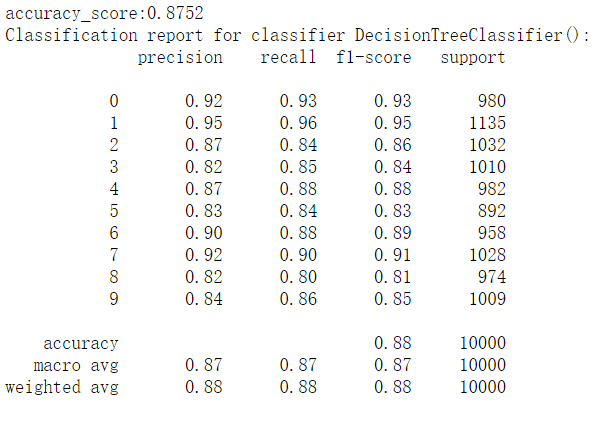 accuracy_score:0.8752
Classification report for classifier DecisionTreeClassifier():
precision recall f1-score support
0 0.92 0.93 0.93 980
1 0.95 0.96 0.95 1135
2 0.87 0.84 0.86 1032
3 0.82 0.85 0.84 1010
4 0.87 0.88 0.88 982
5 0.83 0.84 0.83 892
6 0.90 0.88 0.89 958
7 0.92 0.90 0.91 1028
8 0.82 0.80 0.81 974
9 0.84 0.86 0.85 1009
accuracy 0.88 10000
macro avg 0.87 0.87 0.87 10000
weighted avg 0.88 0.88 0.88 10000